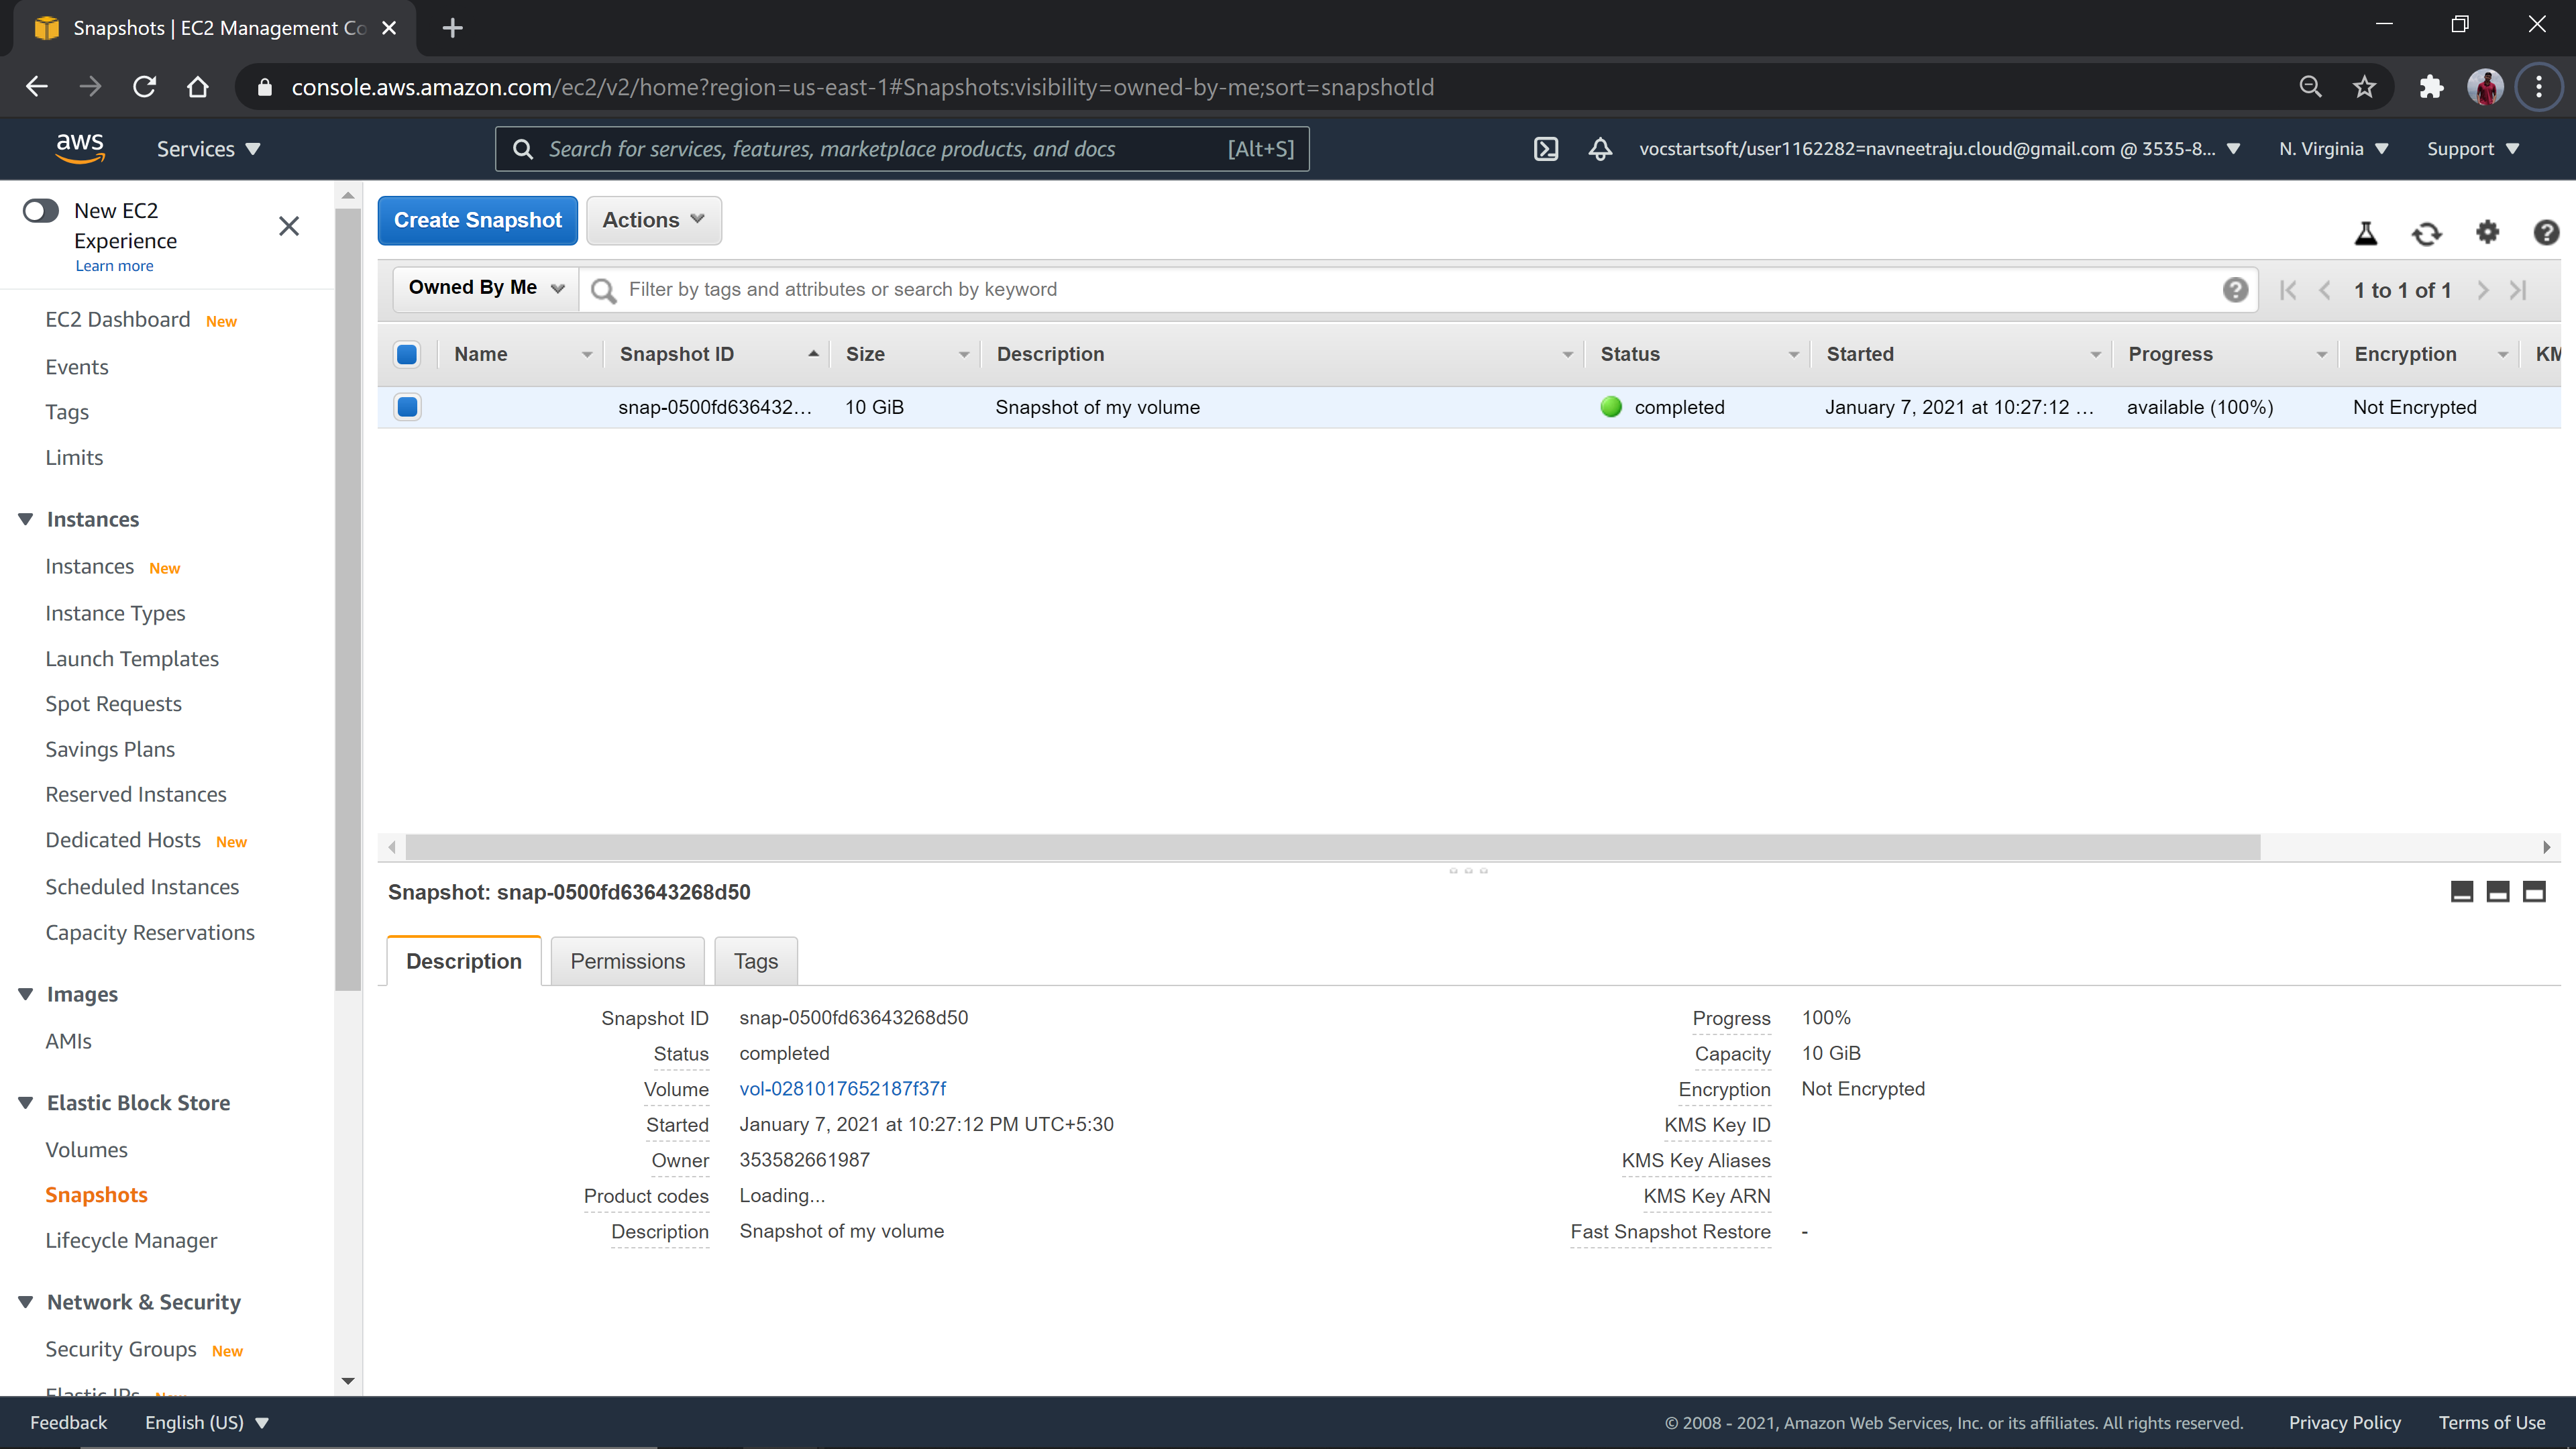 Snapshots | EC2 Management Co
console.aws.amazon.com/ec2/v2/home?region=us-east-1#Snapshots:visibility=owned-by-me;sort=snapshotId
aws Services Search for services, features, marketplace products, and docs [Alt+S] vocstartsoft/user1162282=navneetraju.cloud@gmail.com @ 3535-8... N. Virginia Support
New EC2
Experience
Learn more
EC2 Dashboard New
Events
Tags
Limits
Instances
Instances New
Instance Types
Launch Templates
Spot Requests
Savings Plans
Reserved Instances
Dedicated Hosts New
Scheduled Instances
Capacity Reservations
Images
AMIs
Elastic Block Store
Volumes
Snapshots
Lifecycle Manager
Network & Security
Security Groups New
Elastic IPs New
Create Snapshot Actions
Owned By Me Filter by tags and attributes or search by keyword 1 to 1 of 1
Name Snapshot ID Size Description Status Started Progress Encryption KM
snap-0500fd636432... 10 GiB Snapshot of my volume completed January 7, 2021 at 10:27:12 ... available (100%) Not Encrypted
Snapshot: snap-0500fd63643268d50
Description Permissions Tags
Snapshot ID snap-0500fd63643268d50
Status completed
Volume vol-0281017652187f37f
Started January 7, 2021 at 10:27:12 PM UTC+5:30
Owner 353582661987
Product codes Loading...
Description Snapshot of my volume
Progress 100%
Capacity 10 GiB
Encryption Not Encrypted
KMS Key ID
KMS Key Aliases
KMS Key ARN
Fast Snapshot Restore -
Feedback English (US) © 2008 - 2021, Amazon Web Services, Inc. or its affiliates. All rights reserved. Privacy Policy Terms of Use